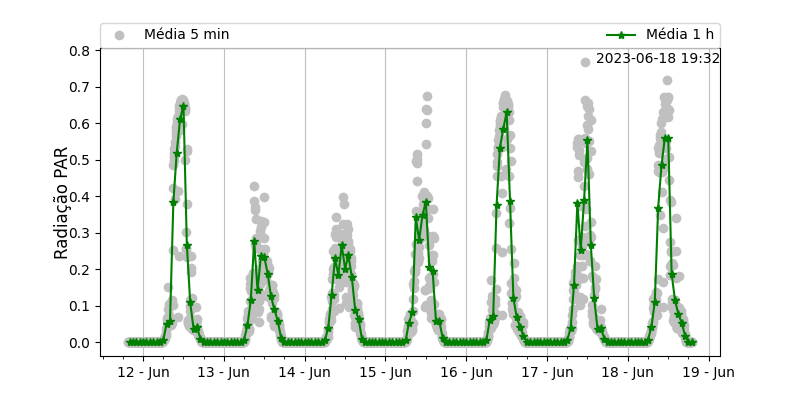 Média 5 min
Média 1 h
2023-06-18 19:32
Radiação PAR
0.8
0.7
0.6
0.5
0.4
0.3
0.2
0.1
0.0
12 - Jun
13 - Jun
14 - Jun
15 - Jun
16 - Jun
17 - Jun
18 - Jun
19 - Jun